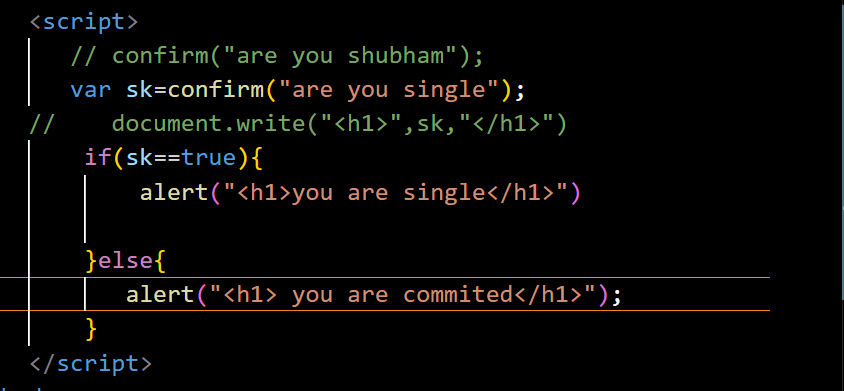 <script>
// confirm("are you shubham");
var sk=confirm("are you single");
//    document.write("<h1>",sk,"</h1>")
if(sk==true){
alert("<h1>you are single</h1>")
}else{
alert("<h1> you are commited</h1>");
}
</script>